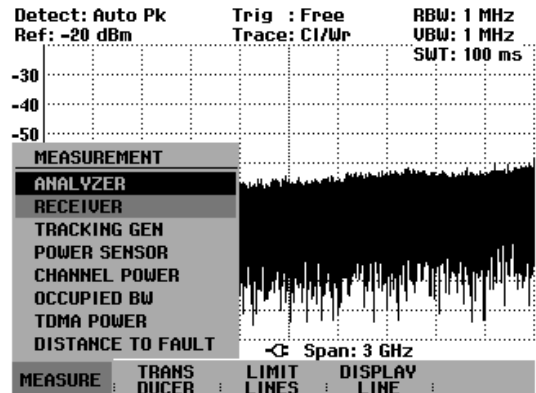 Detect: Auto Pk Trig : Free RBW: 1 MHz
Ref: -20 dBm Trace: Cl/Wr VBW: 1 MHz
SWT: 100 ms
-30
-40
-50
MEASUREMENT
ANALYZER
RECEIVER
TRACKING GEN
POWER SENSOR
CHANNEL POWER
OCCUPIED BW
TDMA POWER
DISTANCE TO FAULT
Span: 3 GHz
MEASURE
TRANS
DUCER
LIMIT
LINES
DISPLAY
LINE